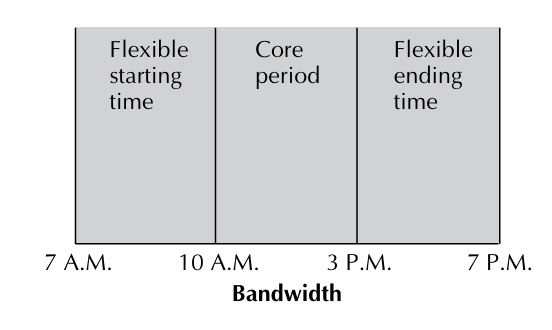 Flexible
starting
time
Core
period
Flexible
ending
time
7 A.M.
10 A.M.
3 P.M.
7 P.M.
Bandwidth